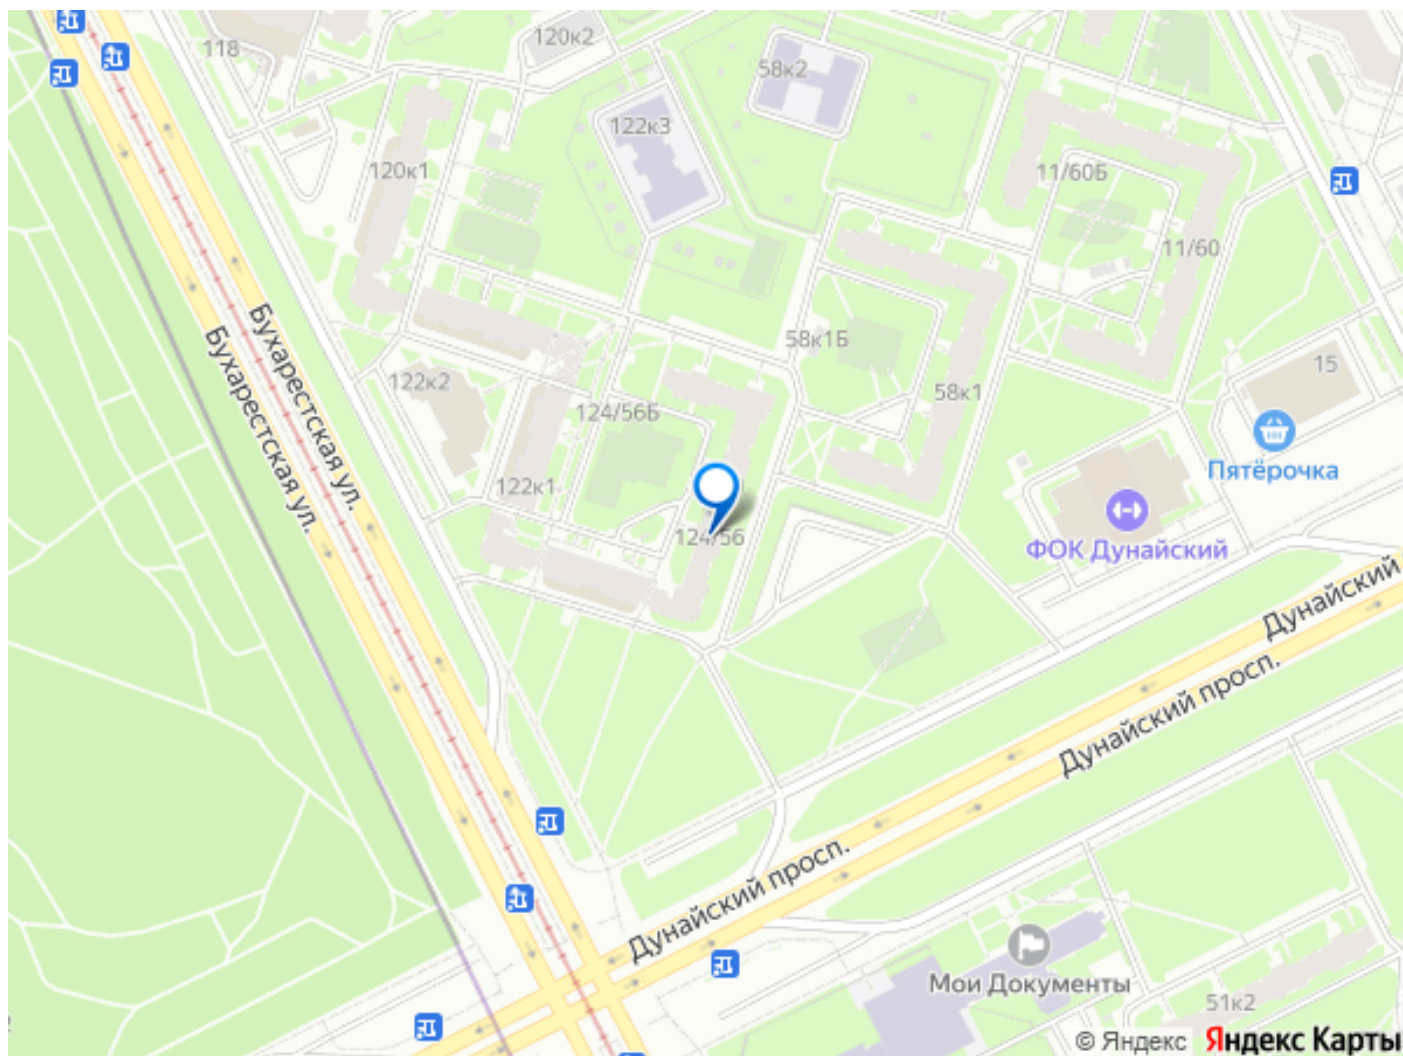 118
120к2
58к2
122к3
120к1
11/60Б
11/60
Бухарестская ул.
Бухарестская ул.
58к1Б
15
122к2
58к1
124/56Б
Пятёрочка
122к1
124/56
ФОК Дунайский
Дунайский
Дунайский просп.
Дунайский просп.
Мои Документы
51к2
© Яндекс Яндекс Карты